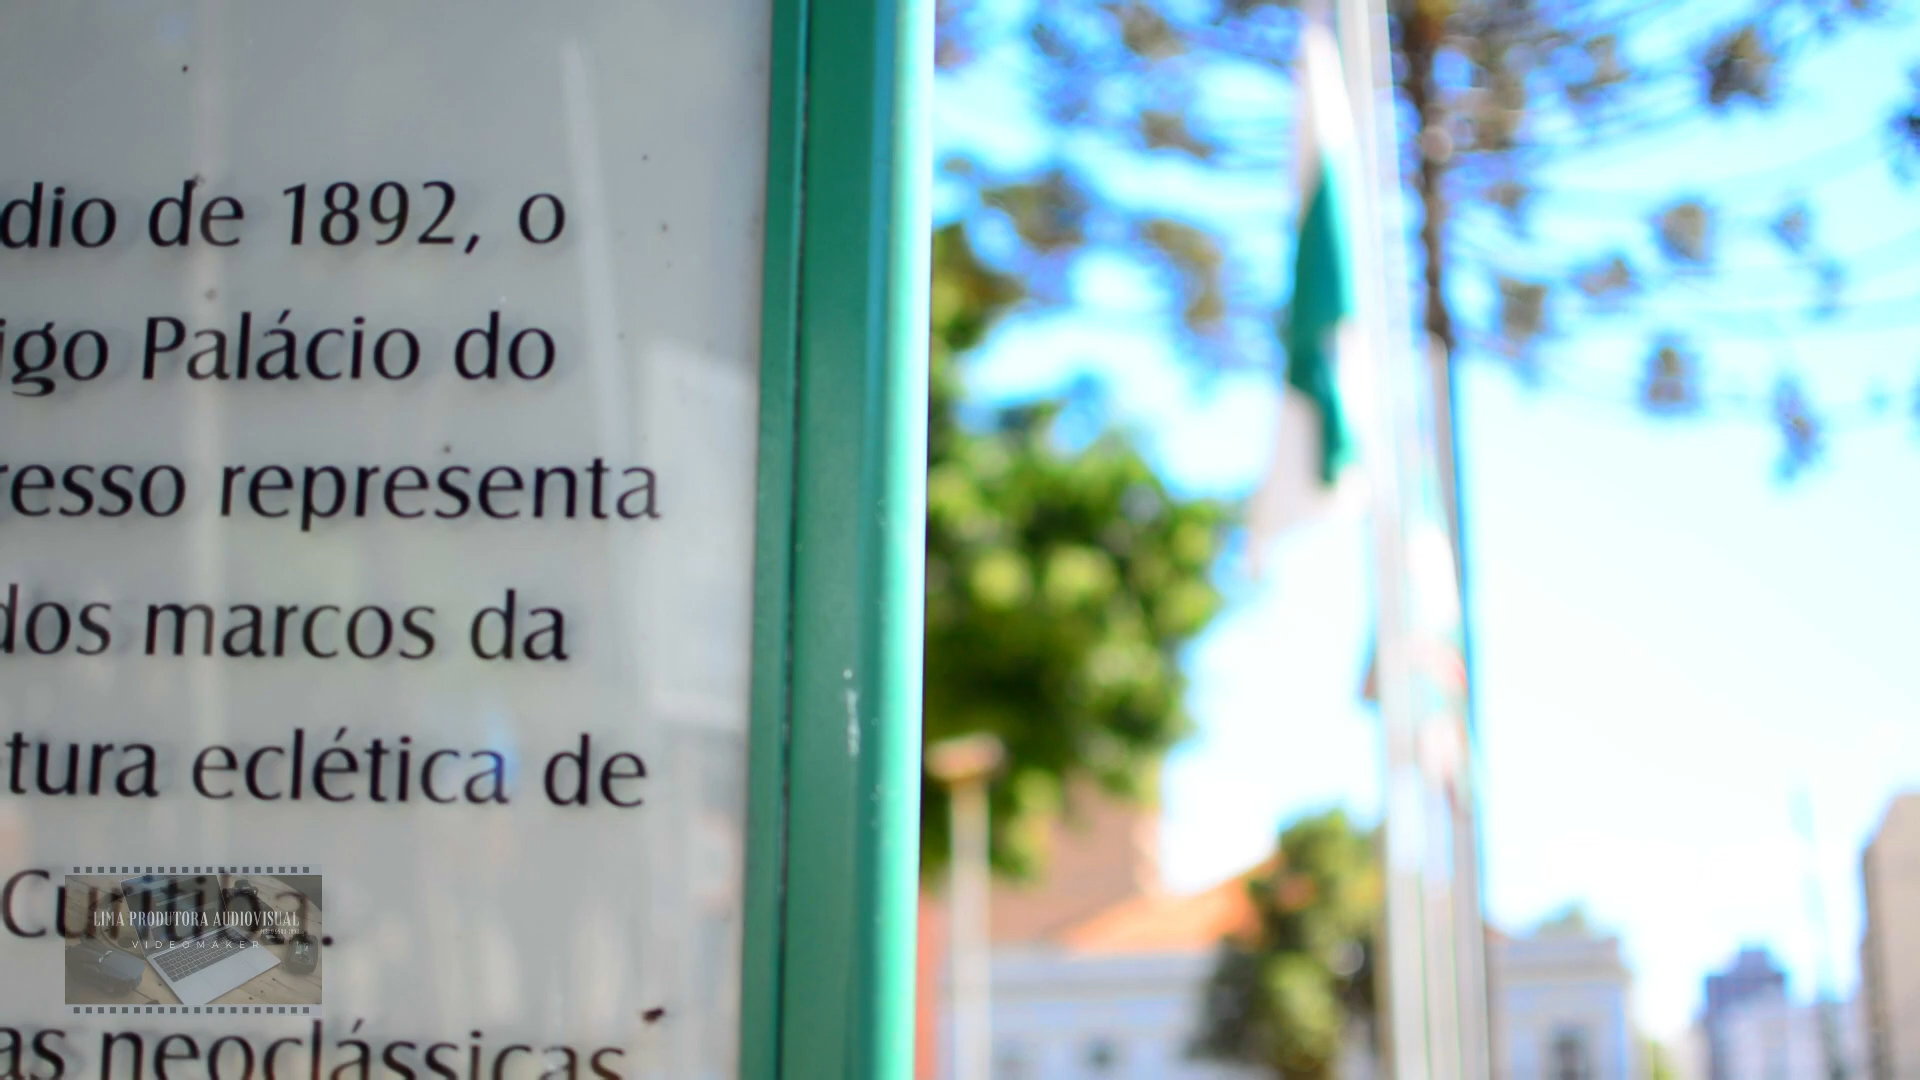 dio de 1892, o
igo Palácio do
resso representa
dos marcos da
tura eclética de
Curitiba.
as neoclássicas
LIMA PRODUTORA AUDIOVISUAL
VIDEOMAKER